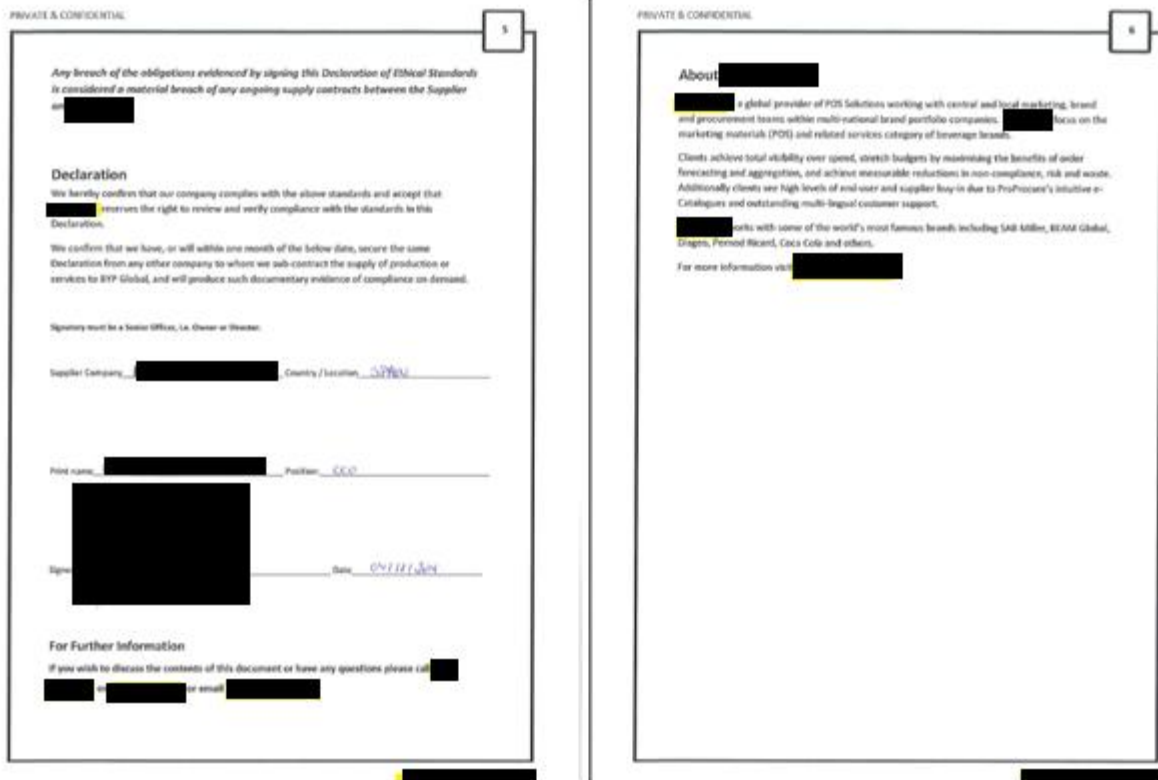 PRIVATE & CONFIDENTIAL
5
Any breach of the obligations evidenced by signing this Declaration of Ethical Standards
is considered a material breach of any ongoing supply contracts between the Supplier
Declaration
We hereby confirm that our company complies with the above standards and accept that
reserves the right to review and verify compliance with the standards in this
Declaration.
We confirm that we have, or will within one month of the below date, secure the same
Declaration from any other company to whom we sub-contract the supply of production or
services to BYP Global, and will produce such documentary evidence of compliance on demand.
Signatory must be a Senior Officer, i.e. Owner or Director.
Supplier Company Country / Location SPAIN
Print name Position CEO
Date
For Further Information
If you wish to discuss the contents of this document or have any questions please call
or email
PRIVATE & CONFIDENTIAL
6
About
a global provider of POS Solutions working with central and local marketing, brand
and procurement teams within multi-national brand portfolio companies. focus on the
marketing materials (POS) and related services category of beverage brands.
Clients achieve total visibility over spend, stretch budgets by maximising the benefits of order
forecasting and aggregation, and achieve measurable reductions in non-compliance, risk and waste.
Additionally clients see high levels of end-user and supplier buy-in due to ProProcure's intuitive e-
Catalogues and outstanding multi-lingual customer support.
works with some of the world's most famous brands including SAB Miller, BEAM Global,
Diageo, Pernod Ricard, Coca Cola and others.
For more information visit